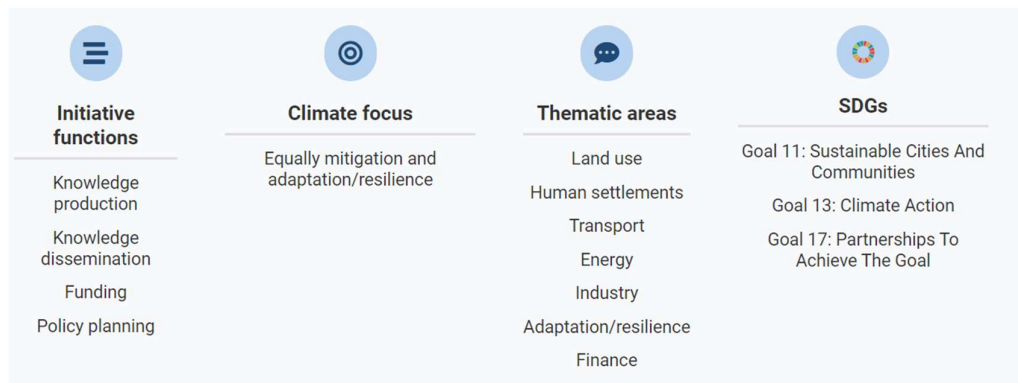 Initiative
functions
Knowledge
production
Knowledge
dissemination
Funding
Policy planning
Climate focus
Equally mitigation and
adaptation/resilience
Thematic areas
Land use
Human settlements
Transport
Energy
Industry
Adaptation/resilience
Finance
SDGs
Goal 11: Sustainable Cities And
Communities
Goal 13: Climate Action
Goal 17: Partnerships To
Achieve The Goal